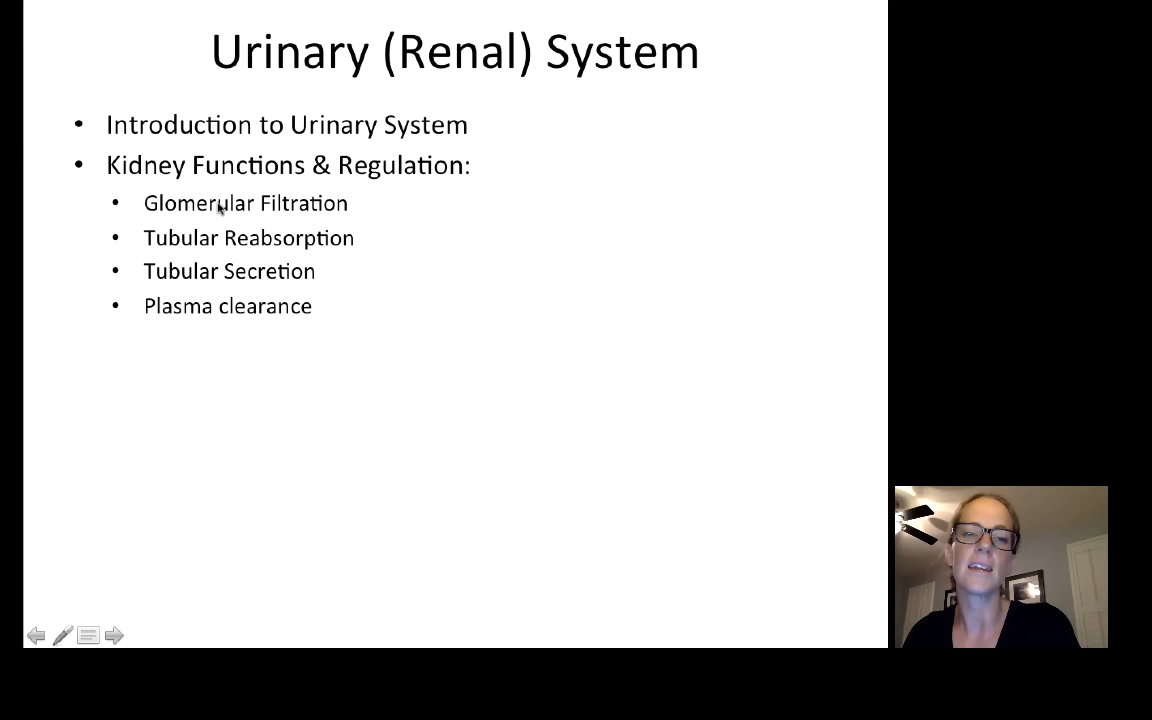 Urinary (Renal) System
• Introduction to Urinary System
• Kidney Functions & Regulation:
• Glomerular Filtration
• Tubular Reabsorption
• Tubular Secretion
• Plasma clearance